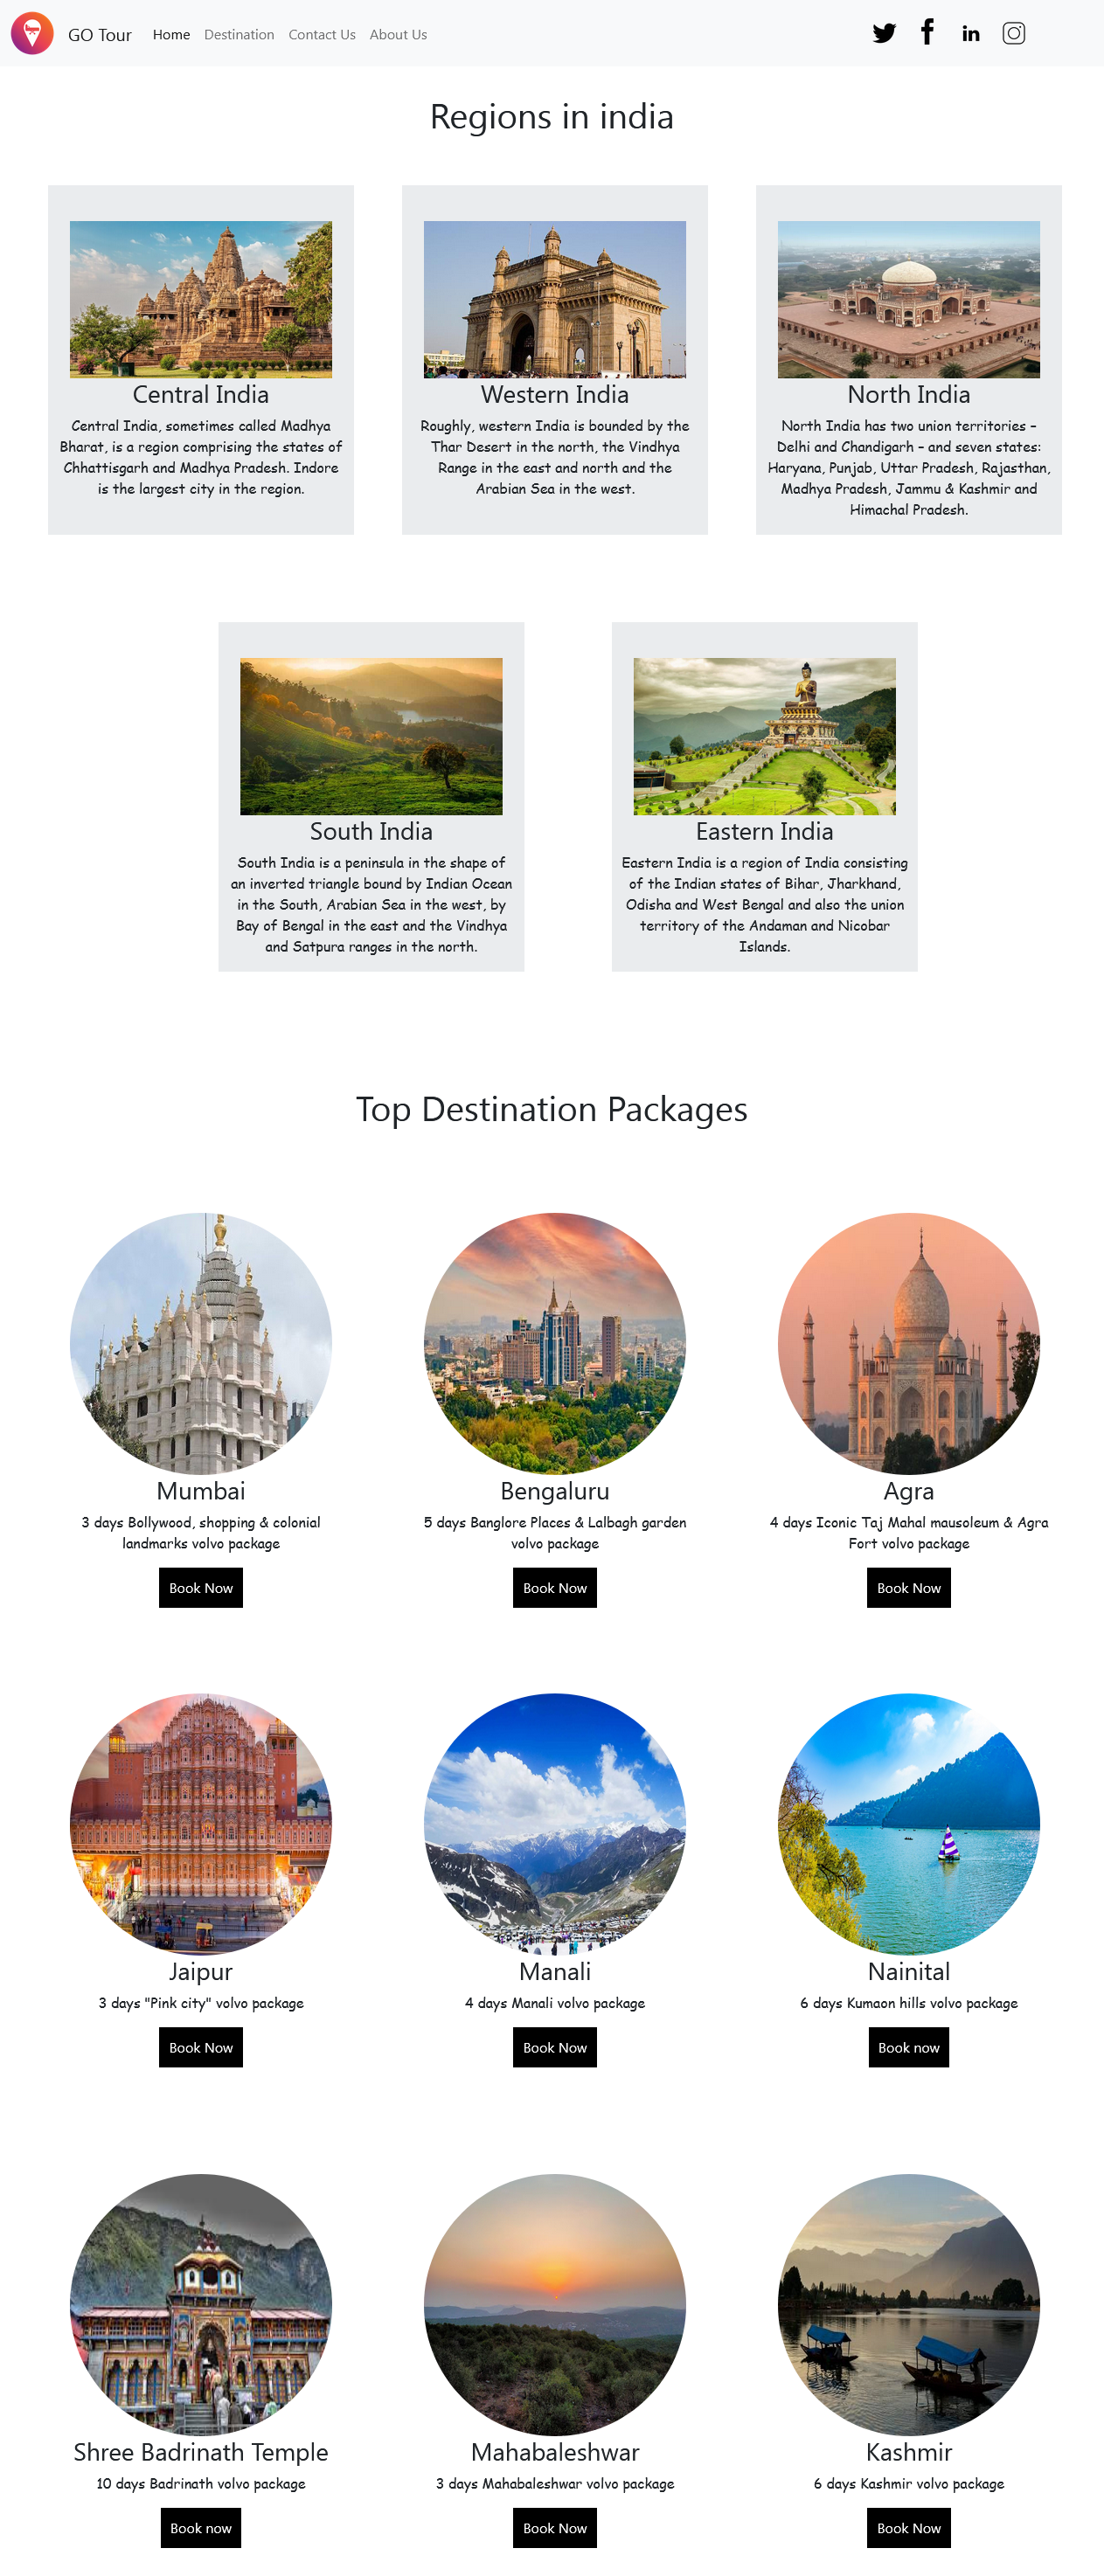 GO Tour Home Destination Contact Us About Us
Regions in india
Central India
Central India, sometimes called Madhya
Bharat, is a region comprising the states of
Chhattisgarh and Madhya Pradesh. Indore
is the largest city in the region.
Western India
Roughly, western India is bounded by the
Thar Desert in the north, the Vindhya
Range in the east and north and the
Arabian Sea in the west.
North India
North India has two union territories –
Delhi and Chandigarh – and seven states:
Haryana, Punjab, Uttar Pradesh, Rajasthan,
Madhya Pradesh, Jammu & Kashmir and
Himachal Pradesh.
South India
South India is a peninsula in the shape of
an inverted triangle bound by Indian Ocean
in the South, Arabian Sea in the west, by
Bay of Bengal in the east and the Vindhya
and Satpura ranges in the north.
Eastern India
Eastern India is a region of India consisting
of the Indian states of Bihar, Jharkhand,
Odisha and West Bengal and also the union
territory of the Andaman and Nicobar
Islands.
Top Destination Packages
Mumbai
3 days Bollywood, shopping & colonial
landmarks volvo package
Book Now
Bengaluru
5 days Banglore Places & Lalbagh garden
volvo package
Book Now
Agra
4 days Iconic Taj Mahal mausoleum & Agra
Fort volvo package
Book Now
Jaipur
3 days "Pink city" volvo package
Book Now
Manali
4 days Manali volvo package
Book Now
Nainital
6 days Kumaon hills volvo package
Book now
Shree Badrinath Temple
10 days Badrinath volvo package
Book now
Mahabaleshwar
3 days Mahabaleshwar volvo package
Book Now
Kashmir
6 days Kashmir volvo package
Book Now